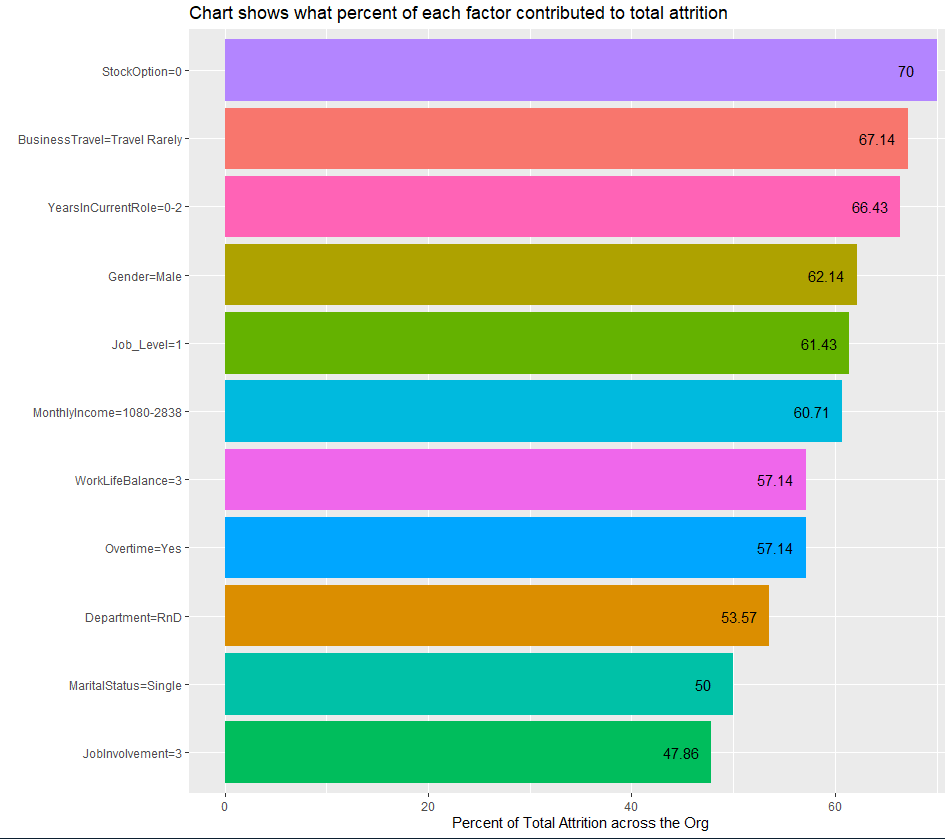 Chart shows what percent of each factor contributed to total attrition
StockOption=0
70
BusinessTravel=Travel Rarely
67.14
YearsInCurrentRole=0-2
66.43
Gender=Male
62.14
Job_Level=1
61.43
MonthlyIncome=1080-2838
60.71
WorkLifeBalance=3
57.14
Overtime=Yes
57.14
Department=RnD
53.57
MaritalStatus=Single
50
JobInvolvement=3
47.86
0 20 40 60
Percent of Total Attrition across the Org